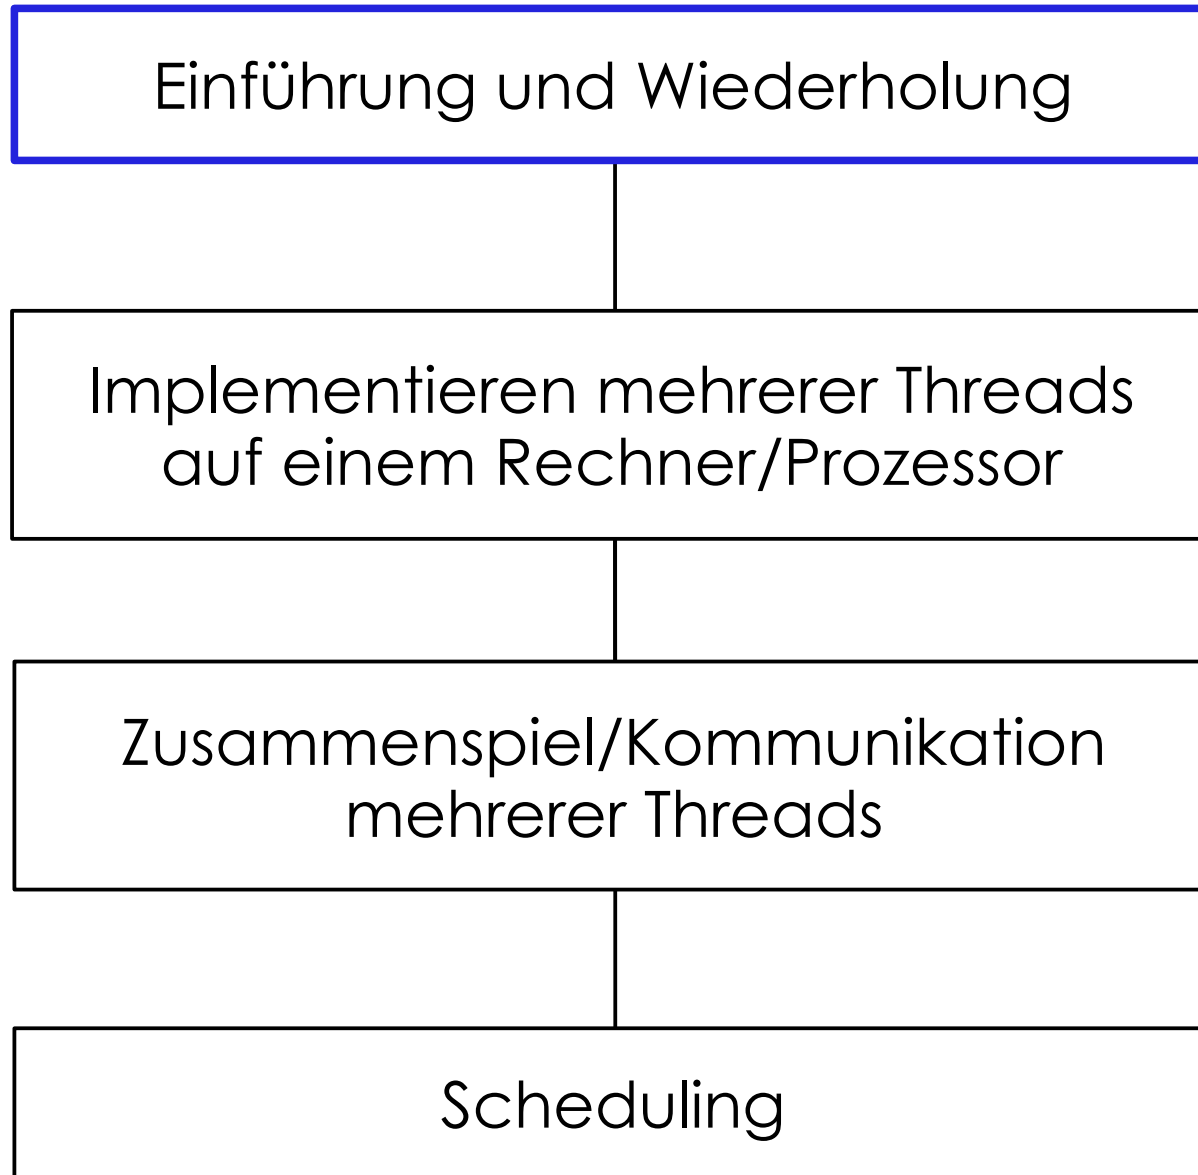 Einführung und Wiederholung
Implementieren mehrerer Threads
auf einem Rechner/Prozessor
Zusammenspiel/Kommunikation
mehrerer Threads
Scheduling